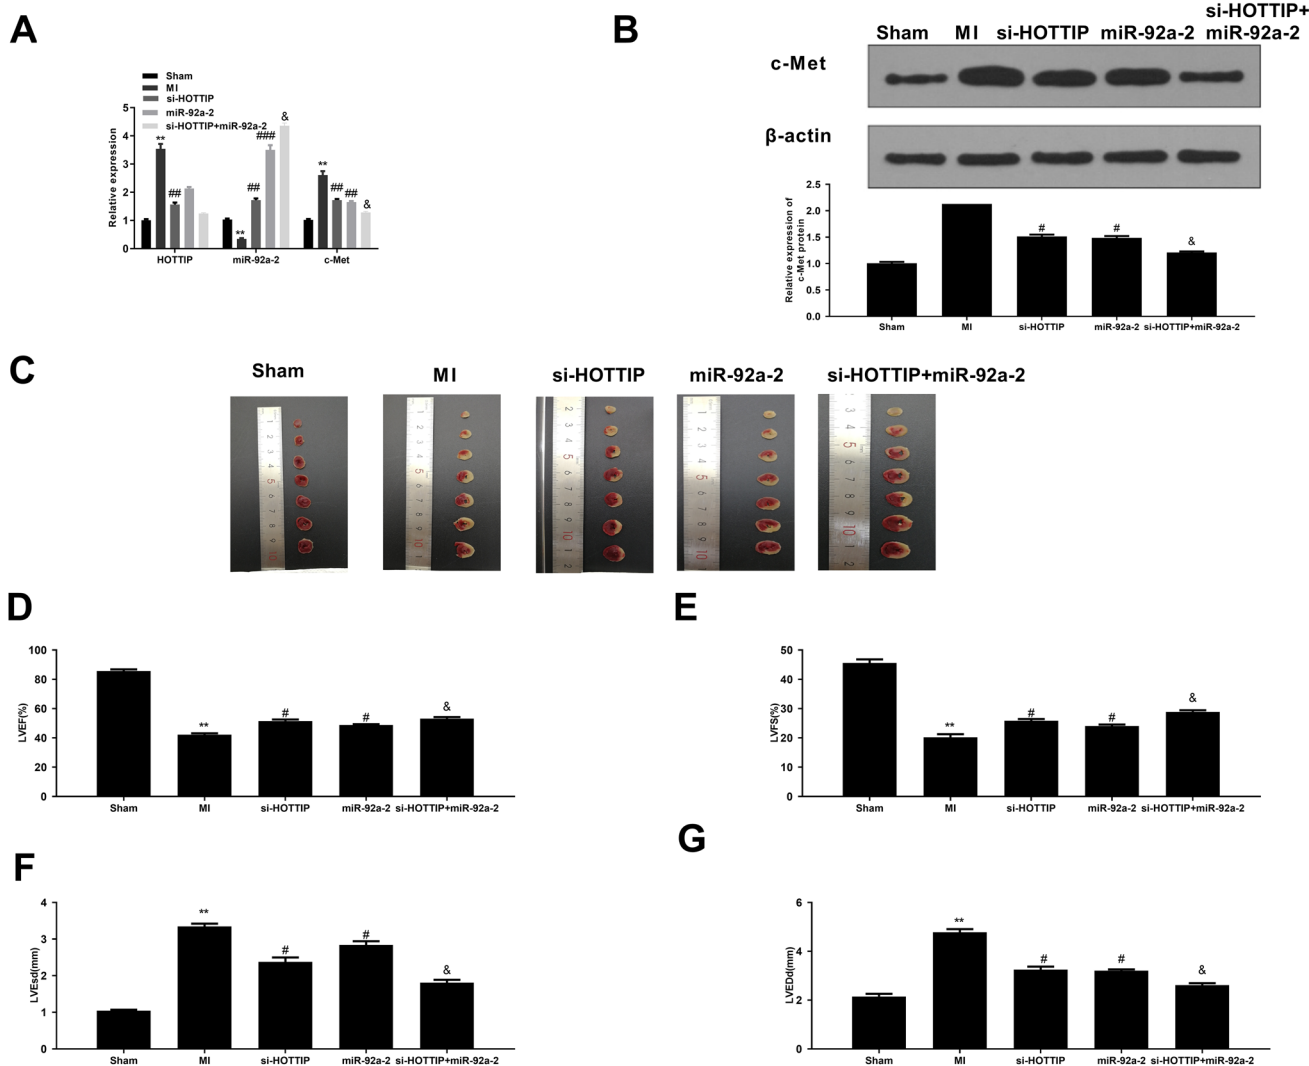 A
Sham
MI
si-HOTTIP
miR-92a-2
si-HOTTIP+miR-92a-2
Relative expression
5
4
3
2
1
0
**
##
**
##
###
&
**
##
##
&
HOTTIP
miR-92a-2
c-Met
B
Sham
MI
si-HOTTIP
miR-92a-2
si-HOTTIP+
miR-92a-2
c-Met
β-actin
Relative expression of
c-Met protein
2.5
2.0
1.5
1.0
0.5
0.0
#
#
&
Sham
MI
si-HOTTIP
miR-92a-2
si-HOTTIP+miR-92a-2
C
Sham
MI
si-HOTTIP
miR-92a-2
si-HOTTIP+miR-92a-2
D
LVEF(%)
100
80
60
40
20
0
**
#
#
&
Sham
MI
si-HOTTIP
miR-92a-2
si-HOTTIP+miR-92a-2
E
LVFS(%)
50
40
30
20
10
0
**
#
#
&
Sham
MI
si-HOTTIP
miR-92a-2
si-HOTTIP+miR-92a-2
F
LVEsd(mm)
4
3
2
1
0
**
#
#
&
Sham
MI
si-HOTTIP
miR-92a-2
si-HOTTIP+miR-92a-2
G
LVEDd(mm)
6
4
2
0
**
#
#
&
Sham
MI
si-HOTTIP
miR-92a-2
si-HOTTIP+miR-92a-2